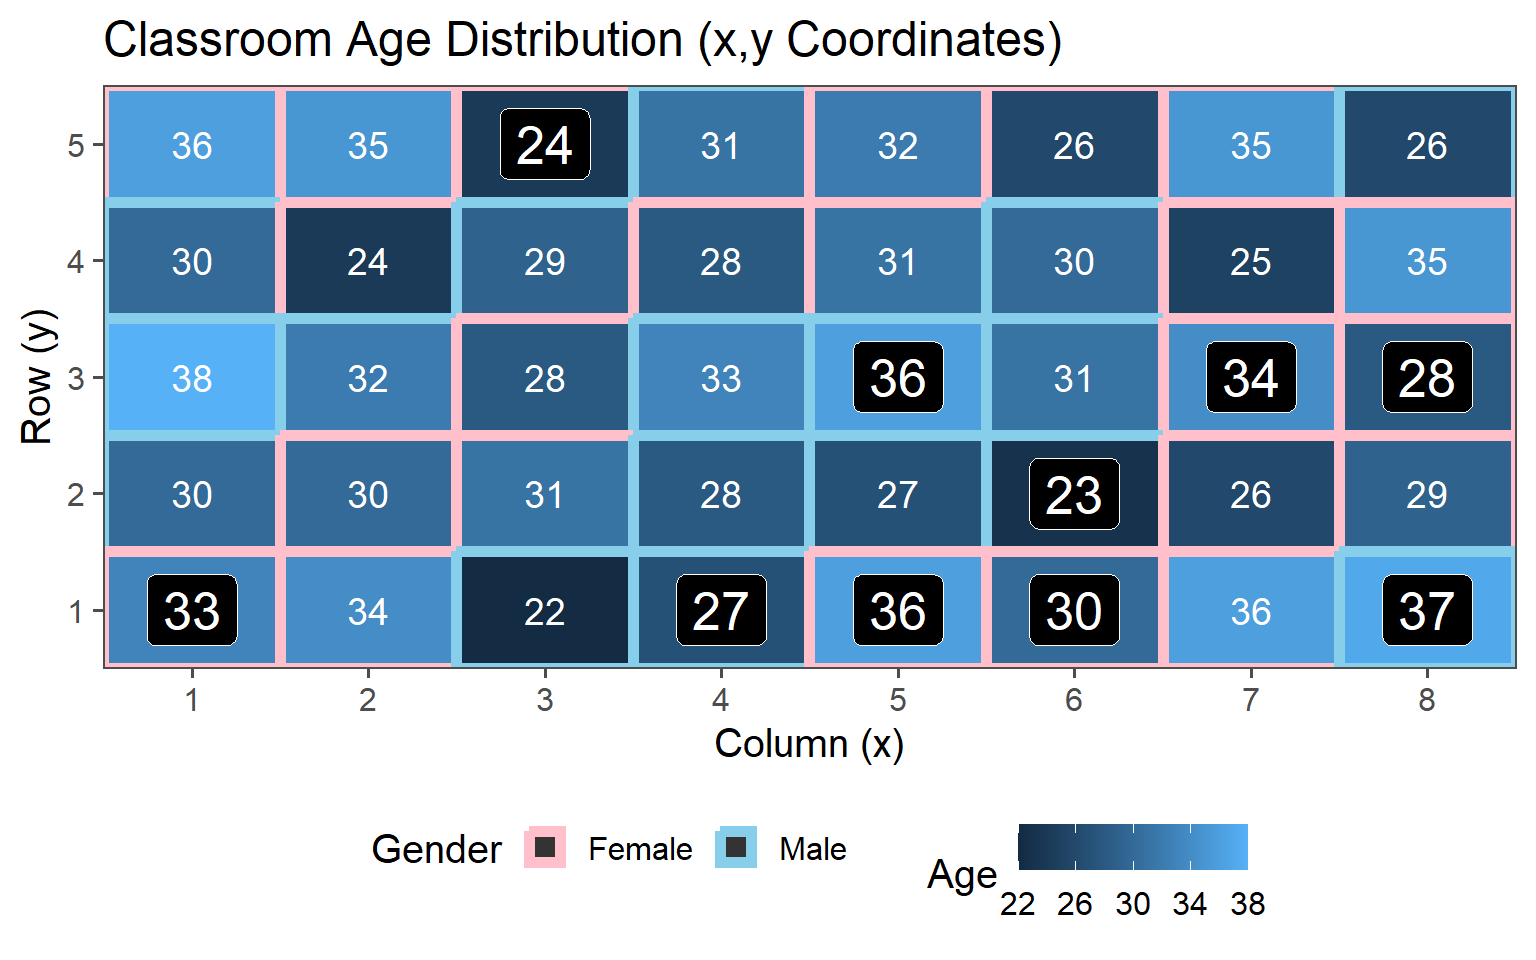 Classroom Age Distribution (x,y Coordinates)
Row (y)
5 36 35 24 31 32 26 35 26
4 30 24 29 28 31 30 25 35
3 38 32 28 33 36 31 34 28
2 30 30 31 28 27 23 26 29
1 33 34 22 27 36 30 36 37
1 2 3 4 5 6 7 8
Column (x)
Gender Female Male
Age
22 26 30 34 38